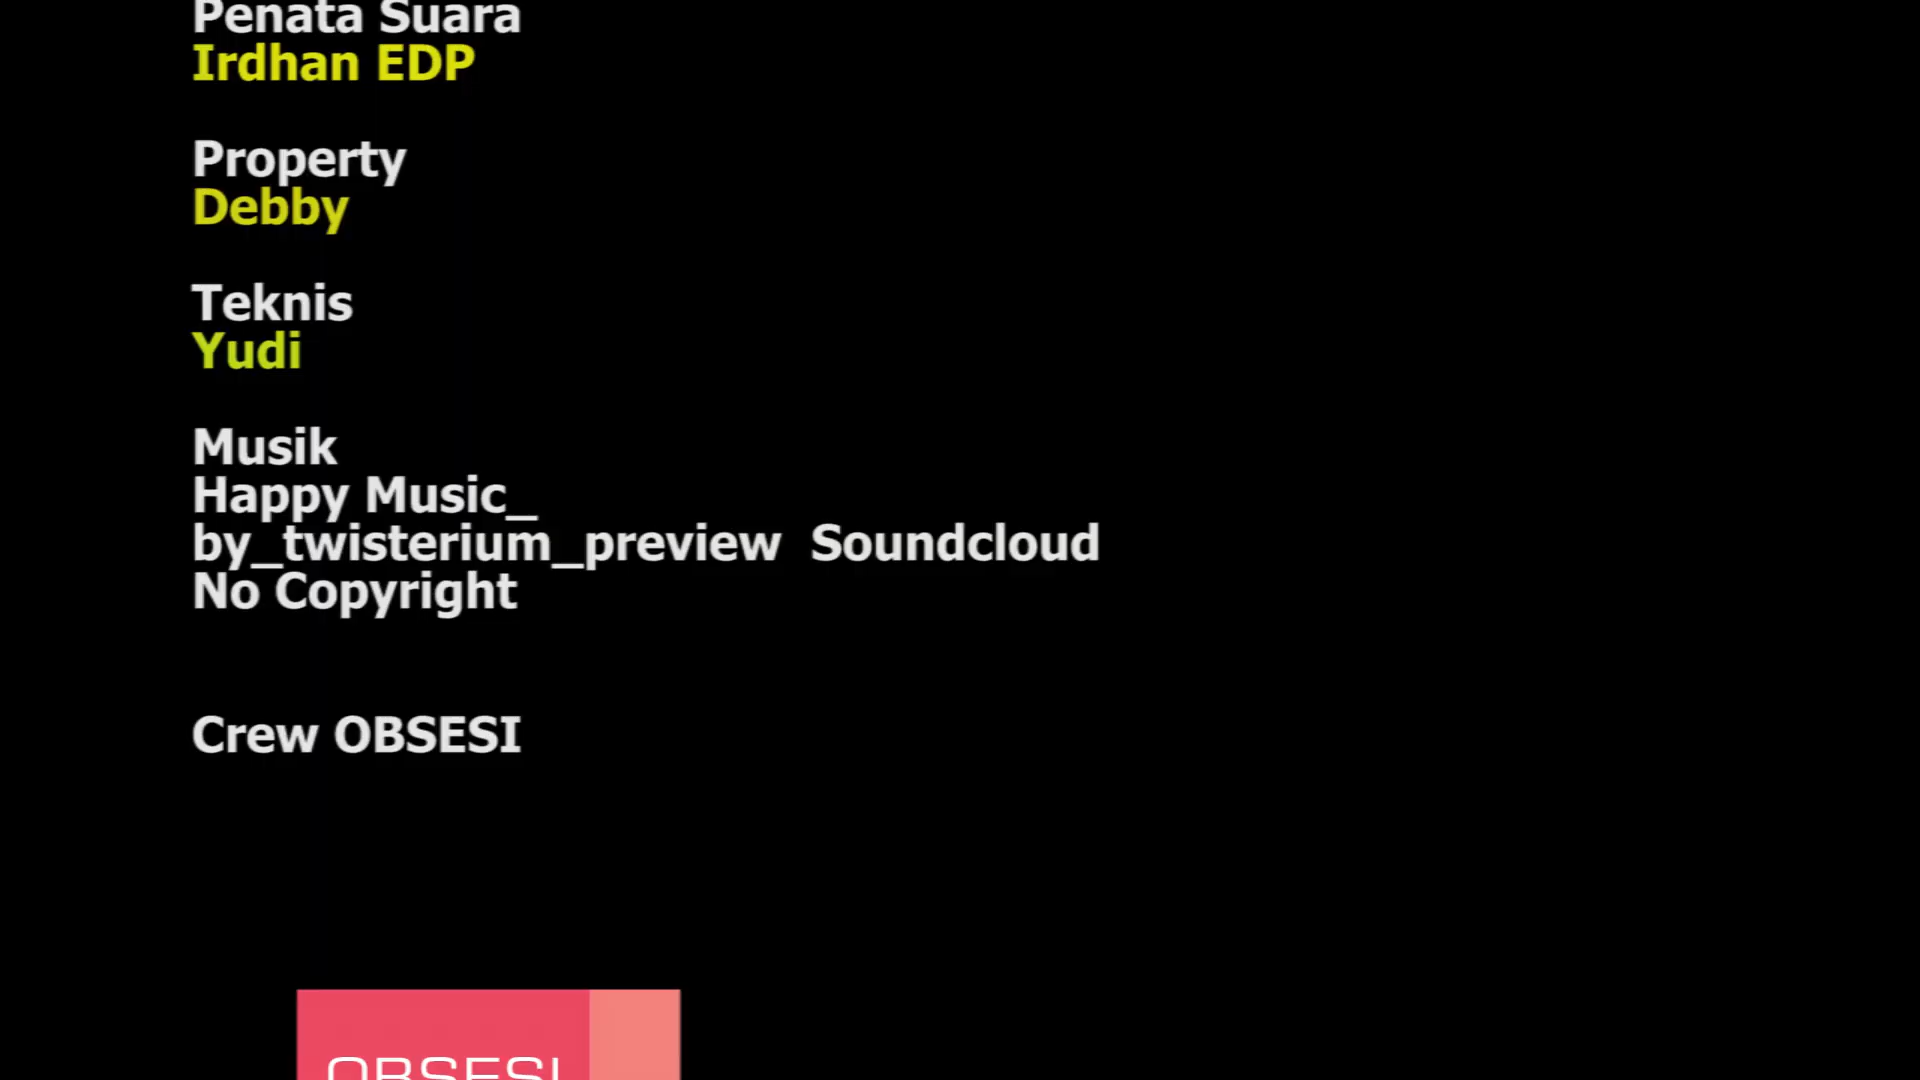 Penata Suara
Irdhan EDP
Property
Debby
Teknis
Yudi
Musik
Happy Music_
by_twisterium_preview  Soundcloud
No Copyright
Crew OBSESI
OBSESI